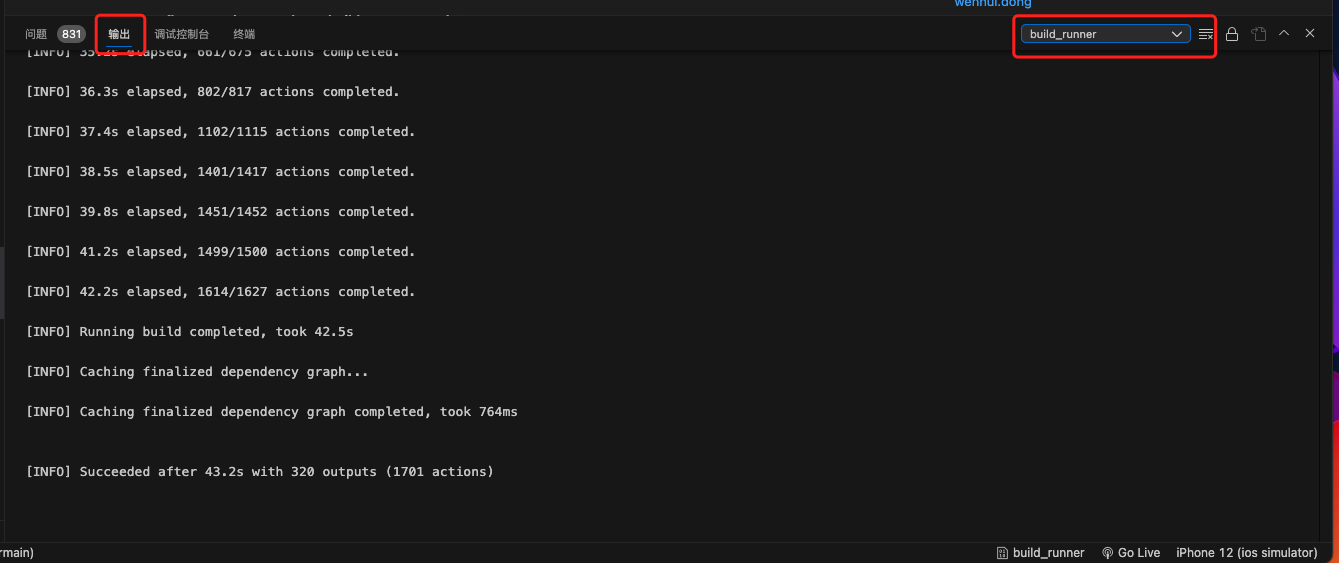 wenhui.dong
问题 831 输出 调试控制台 终端 build_runner
[INFO] 35.2s elapsed, 661/675 actions completed.
[INFO] 36.3s elapsed, 802/817 actions completed.
[INFO] 37.4s elapsed, 1102/1115 actions completed.
[INFO] 38.5s elapsed, 1401/1417 actions completed.
[INFO] 39.8s elapsed, 1451/1452 actions completed.
[INFO] 41.2s elapsed, 1499/1500 actions completed.
[INFO] 42.2s elapsed, 1614/1627 actions completed.
[INFO] Running build completed, took 42.5s
[INFO] Caching finalized dependency graph...
[INFO] Caching finalized dependency graph completed, took 764ms
[INFO] Succeeded after 43.2s with 320 outputs (1701 actions)
rmain) build_runner Go Live iPhone 12 (ios simulator)